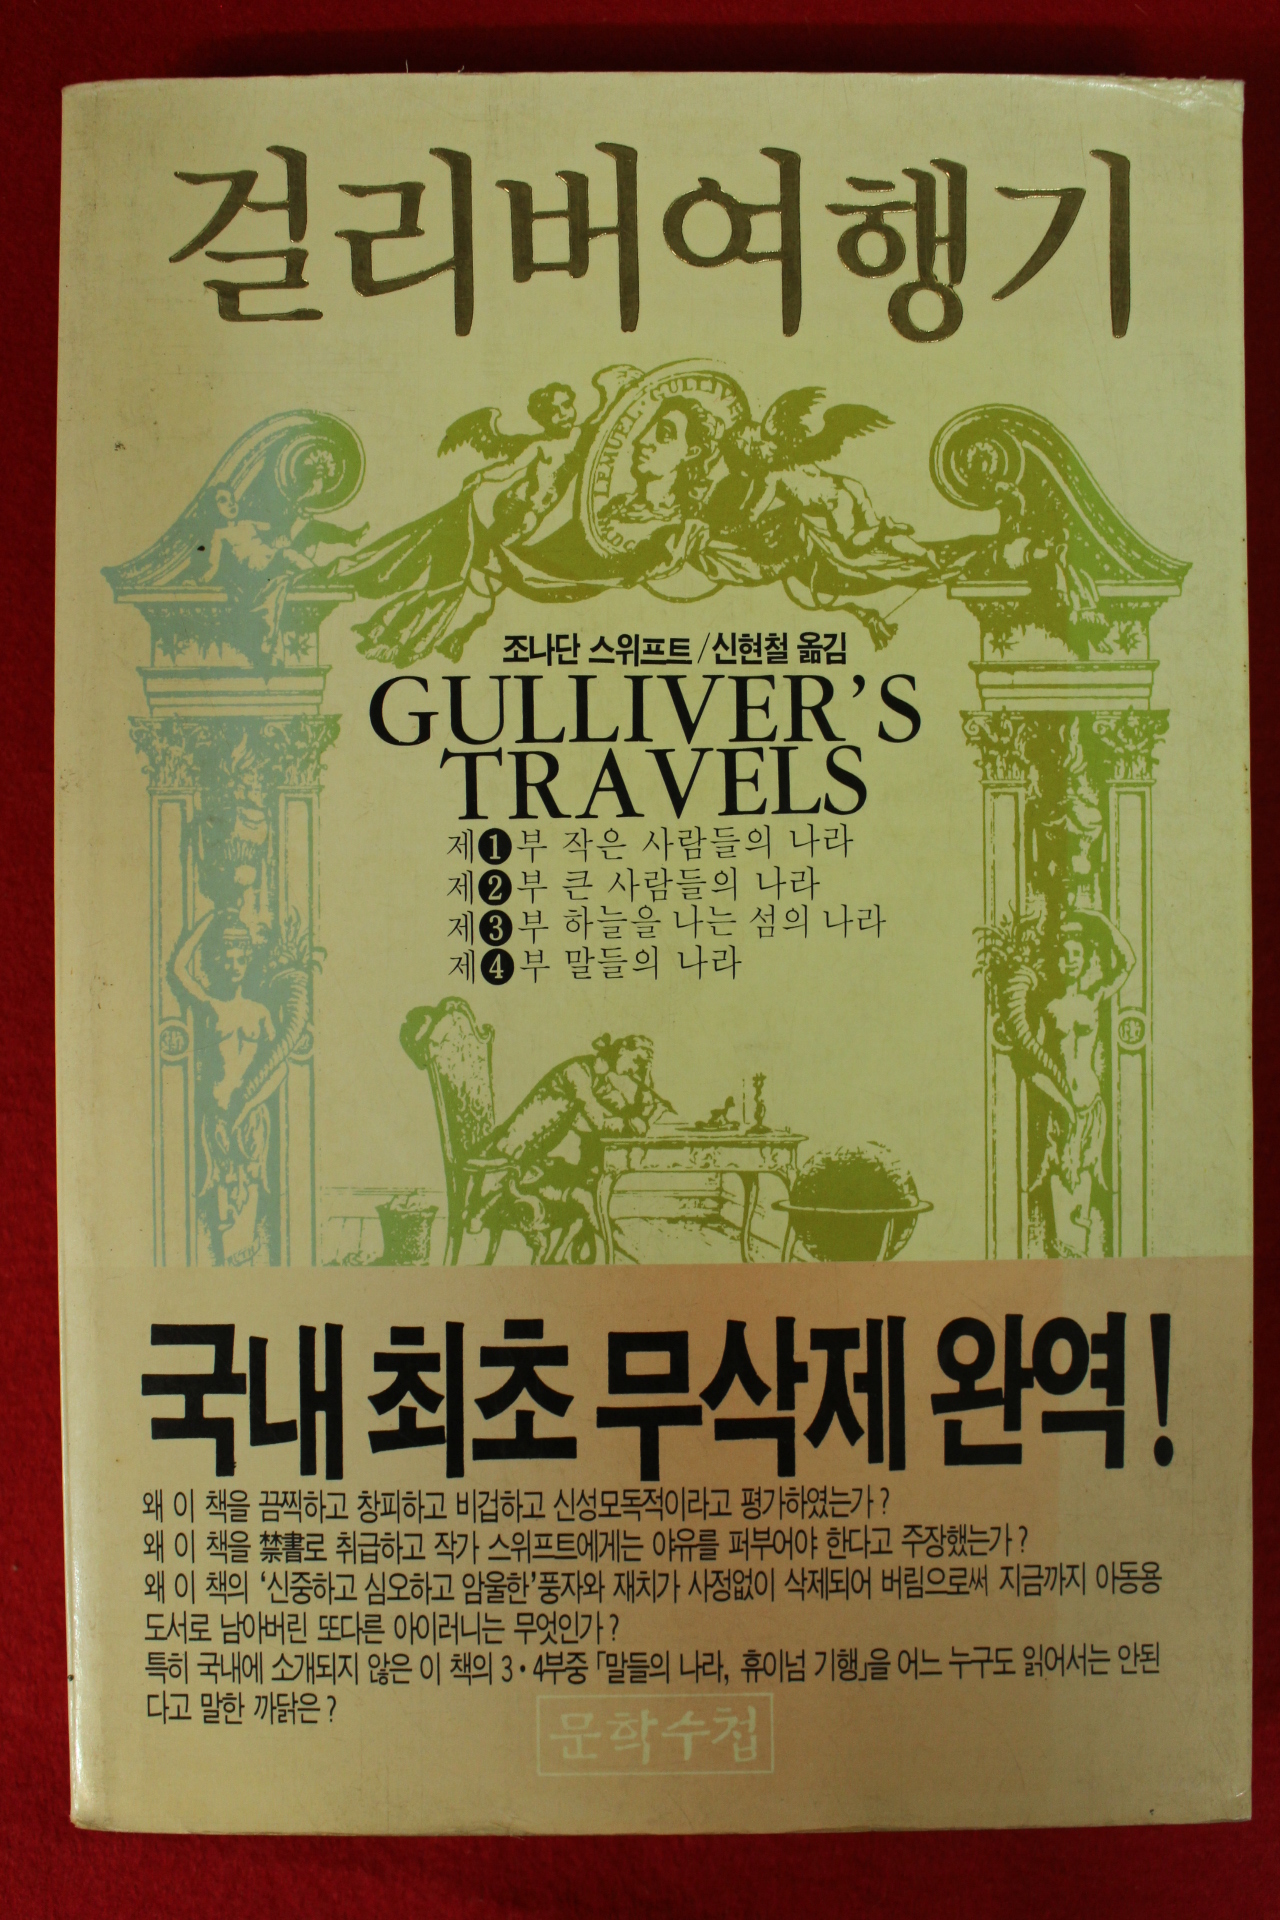 걸리버여행기
LEMUEL GULLIVE
조나단 스위프트/신현철 옮김
GULLIVER'S
TRAVELS
제❶부 작은 사람들의 나라
제❷부 큰 사람들의 나라
제❸부 하늘을 나는 섬의 나라
제❹부 말들의 나라
국내 최초 무삭제 완역!
왜 이 책을 끔찍하고 창피하고 비겁하고 신성모독적이라고 평가하였는가?
왜 이 책을 禁書로 취급하고 작가 스위프트에게는 야유를 퍼부어야 한다고 주장했는가?
왜 이 책의 '신중하고 심오하고 암울한'풍자와 재치가 사정없이 삭제되어 버림으로써 지금까지 아동용
도서로 남아버린 또다른 아이러니는 무엇인가?
특히 국내에 소개되지 않은 이 책의 3·4부중 「말들의 나라, 휴이넘 기행」을 어느 누구도 읽어서는 안된
다고 말한 까닭은?
문학수첩